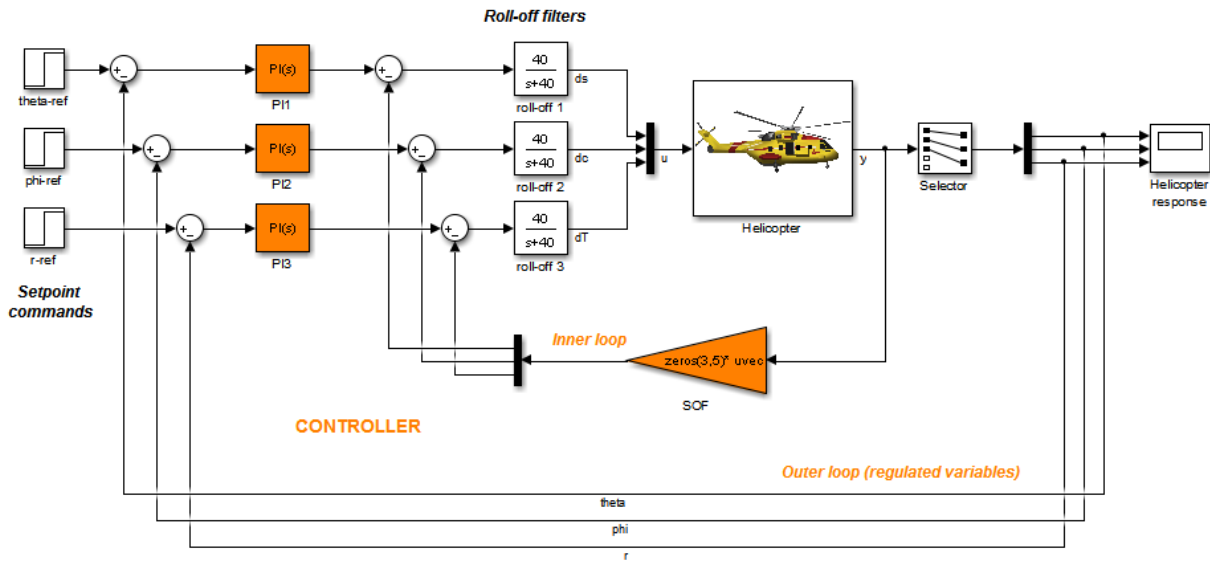 Roll-off filters
theta-ref
+
-
PI(s)
PI1
+
-
40
s+40
roll-off 1
ds
phi-ref
+
-
PI(s)
PI2
+
-
40
s+40
roll-off 2
dc
u
Helicopter
y
Selector
Helicopter
response
r-ref
+
-
PI(s)
PI3
+
-
40
s+40
roll-off 3
dT
Setpoint
commands
Inner loop
zeros(3,5)* uvec
SOF
CONTROLLER
Outer loop (regulated variables)
theta
phi
r